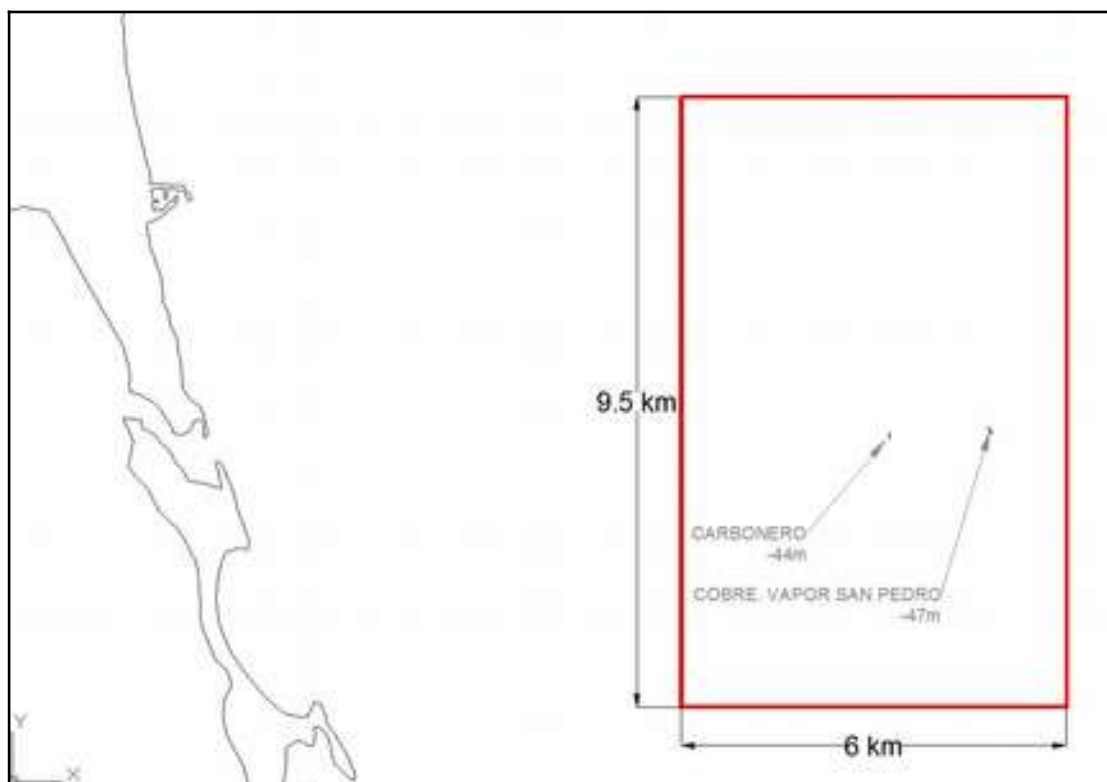 9.5 km
CARBONERO
-44m
COBRE. VAPOR SAN PEDRO
-47m
6 km
Y
X